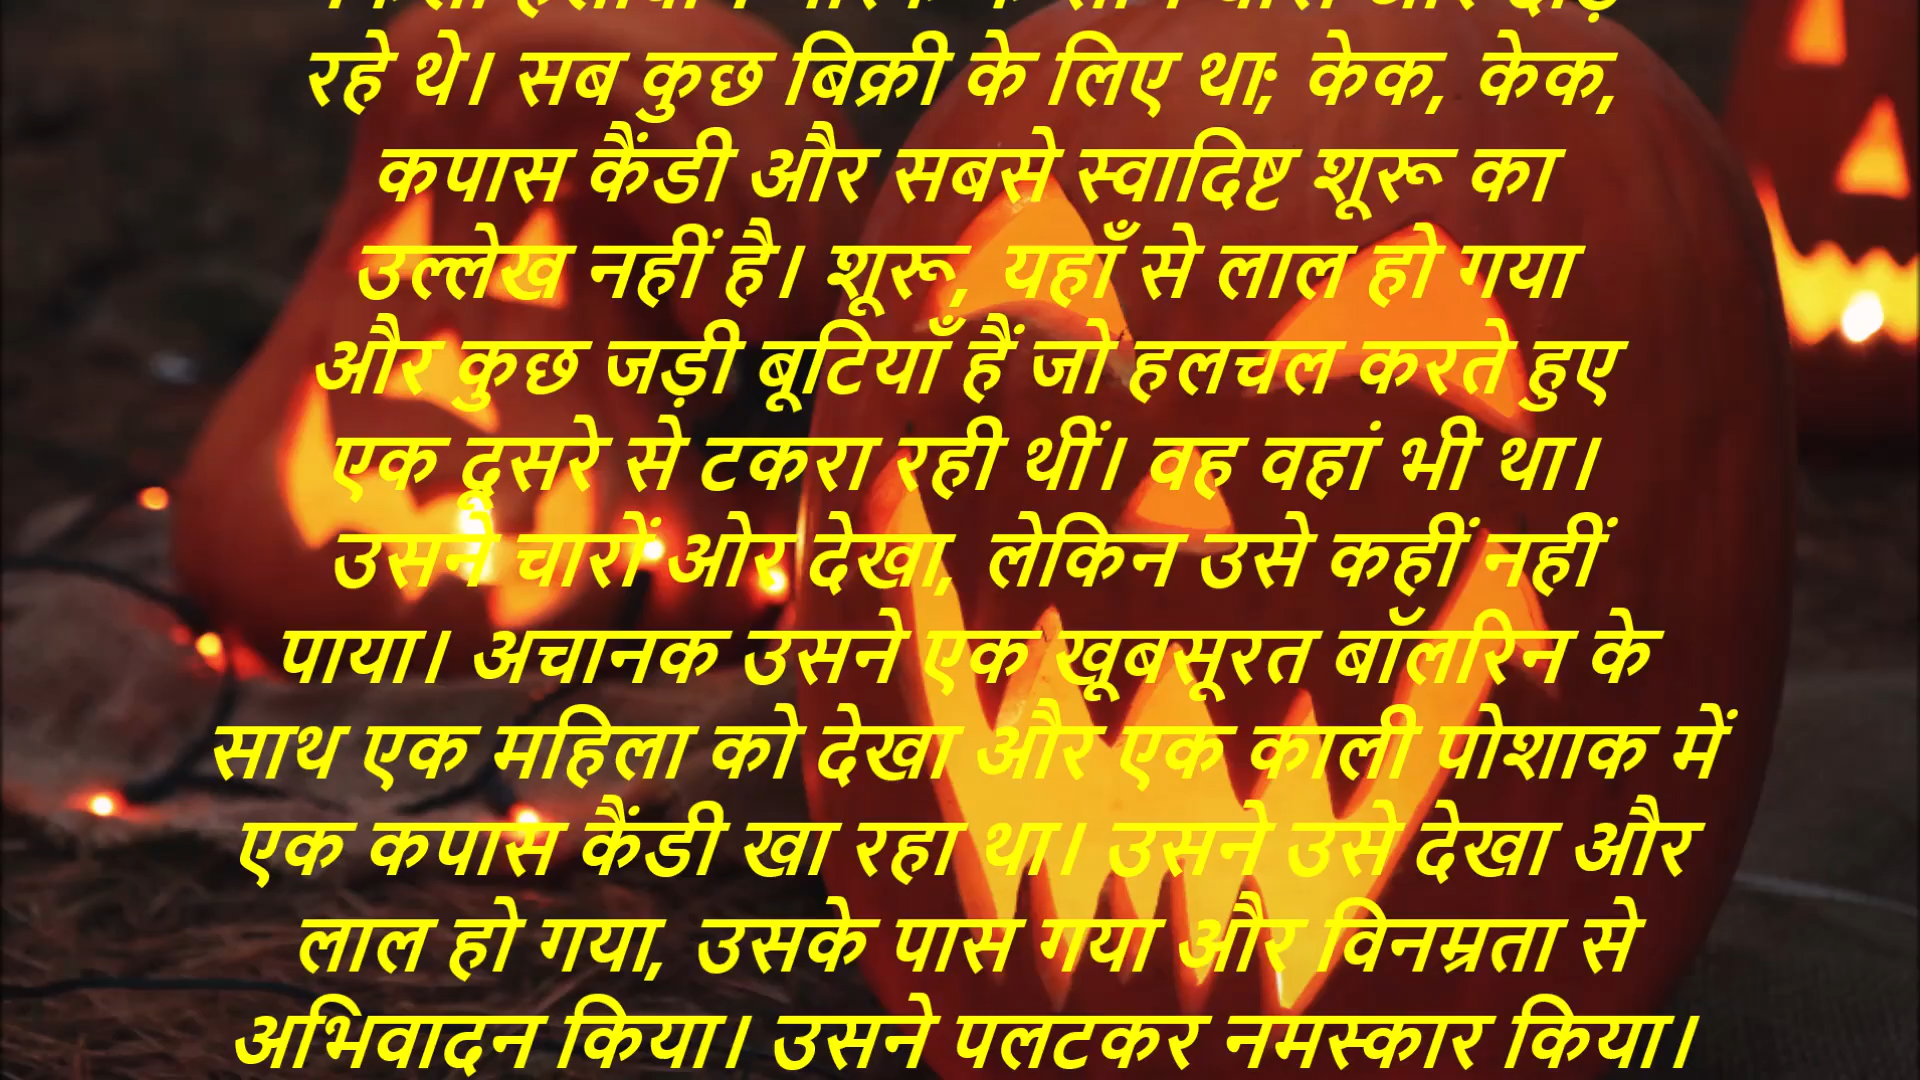 रहे थे। सब कुछ बिक्री के लिए था; केक, केक,
कपास कैंडी और सबसे स्वादिष्ट शूरू का
उल्लेख नहीं है। शूरू, यहाँ से लाल हो गया
और कुछ जड़ी बूटियाँ हैं जो हलचल करते हुए
एक दूसरे से टकरा रही थीं। वह वहां भी था।
उसने चारों ओर देखा, लेकिन उसे कहीं नहीं
पाया। अचानक उसने एक खूबसूरत बॉलरिन के
साथ एक महिला को देखा और एक काली पोशाक में
एक कपास कैंडी खा रहा था। उसने उसे देखा और
लाल हो गया, उसके पास गया और विनम्रता से
अभिवादन किया। उसने पलटकर नमस्कार किया।